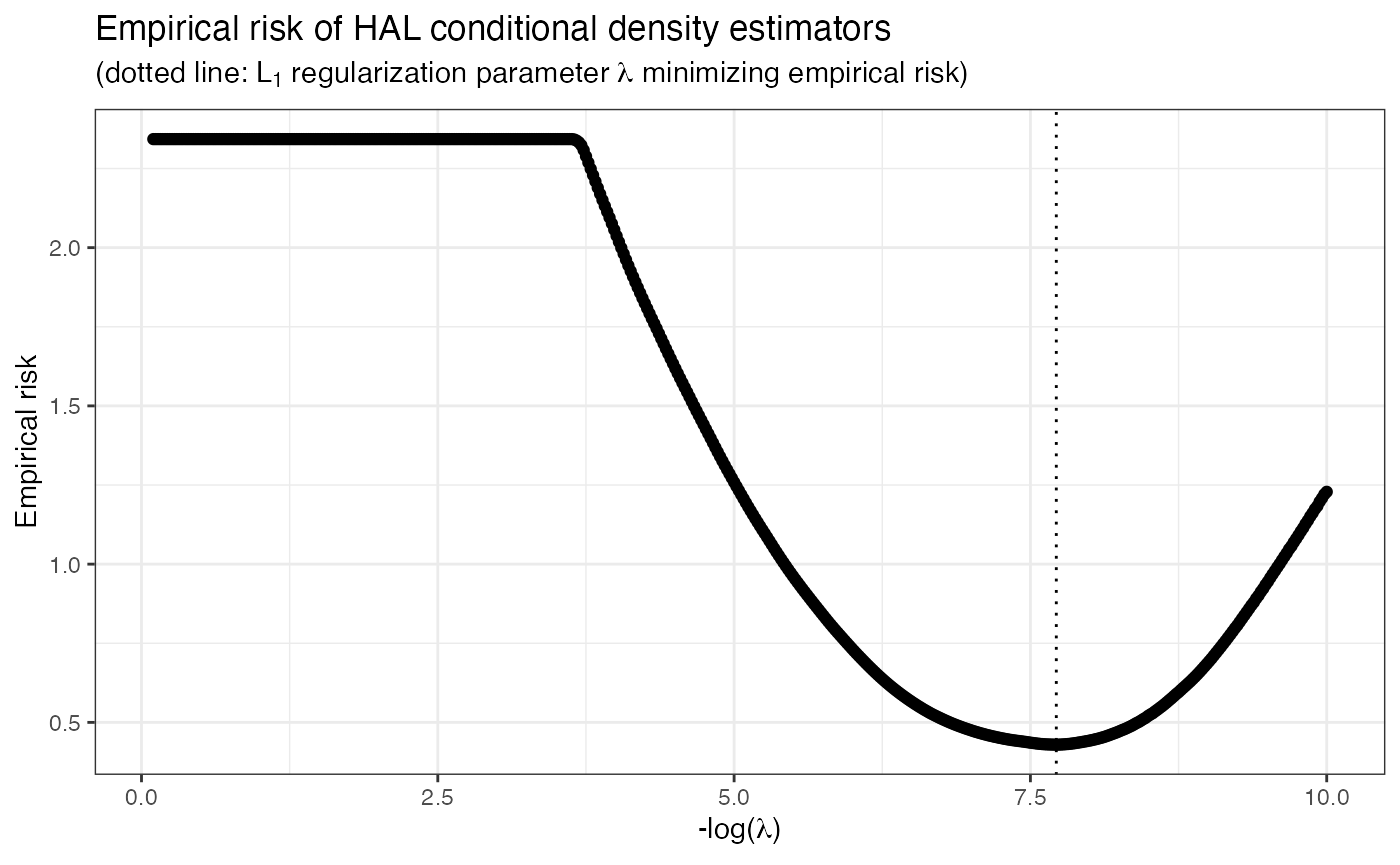 Empirical risk of HAL conditional density estimators
(dotted line: L₁ regularization parameter λ minimizing empirical risk)
Empirical risk
2.0
1.5
1.0
0.5
0.0 2.5 5.0 7.5 10.0
-log(λ)